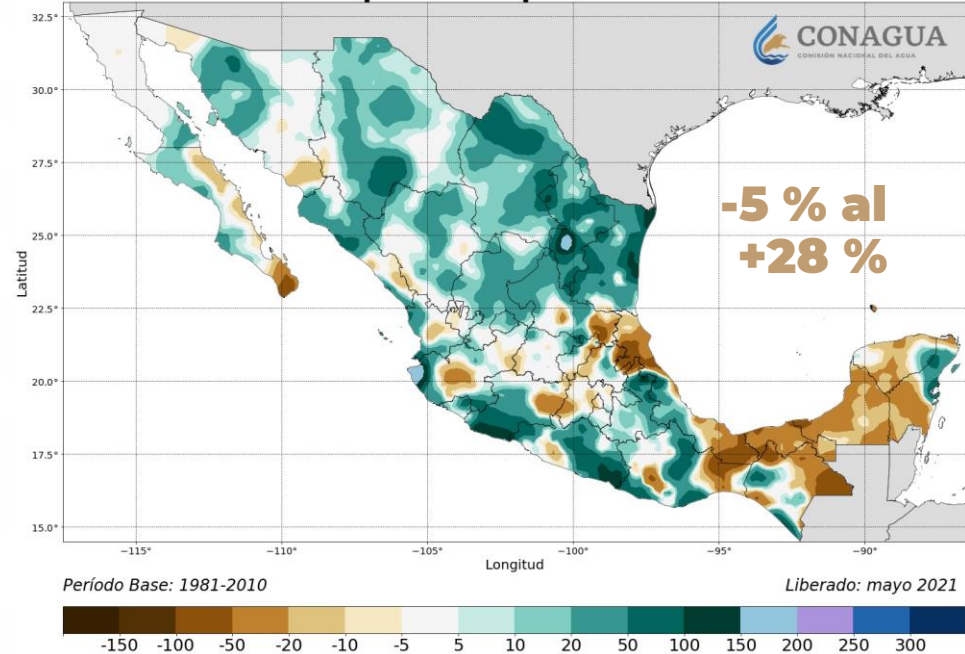 CONAGUA
COMISIÓN NACIONAL DEL AGUA
32.5°
30.0°
27.5°
25.0°
22.5°
20.0°
17.5°
15.0°
Latitud
-5 % al
+28 %
−115° −110° −105° −100° −95° −90°
Longitud
Período Base: 1981-2010 Liberado: mayo 2021
-150 -100 -50 -20 -10 -5 5 10 20 50 100 150 200 250 300